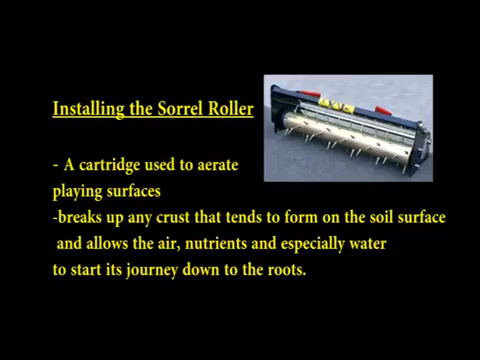 Installing the Sorrel Roller
- A cartridge used to aerate
playing surfaces
-breaks up any crust that tends to form on the soil surface
and allows the air, nutrients and especially water
to start its journey down to the roots.